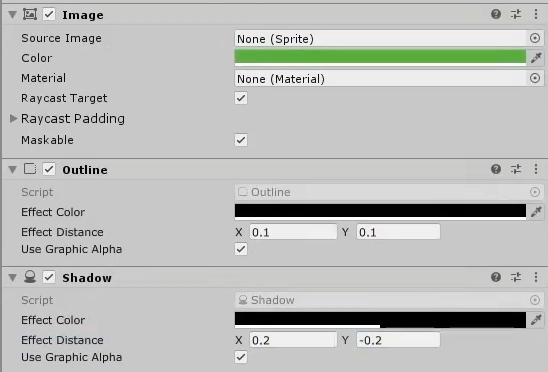 Image
Source Image None (Sprite)
Color
Material None (Material)
Raycast Target
Raycast Padding
Maskable
Outline
Script Outline
Effect Color
Effect Distance X 0.1 Y 0.1
Use Graphic Alpha
Shadow
Script Shadow
Effect Color
Effect Distance X 0.2 Y -0.2
Use Graphic Alpha